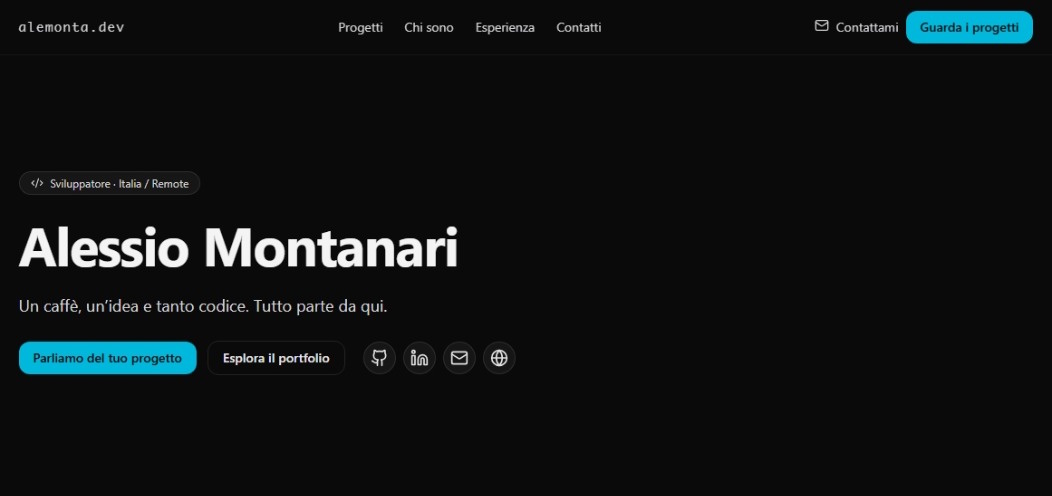 alemonta.dev
Progetti Chi sono Esperienza Contatti
Contattami Guarda i progetti
Sviluppatore · Italia / Remote
Alessio Montanari
Un caffè, un’idea e tanto codice. Tutto parte da qui.
Parliamo del tuo progetto Esplora il portfolio